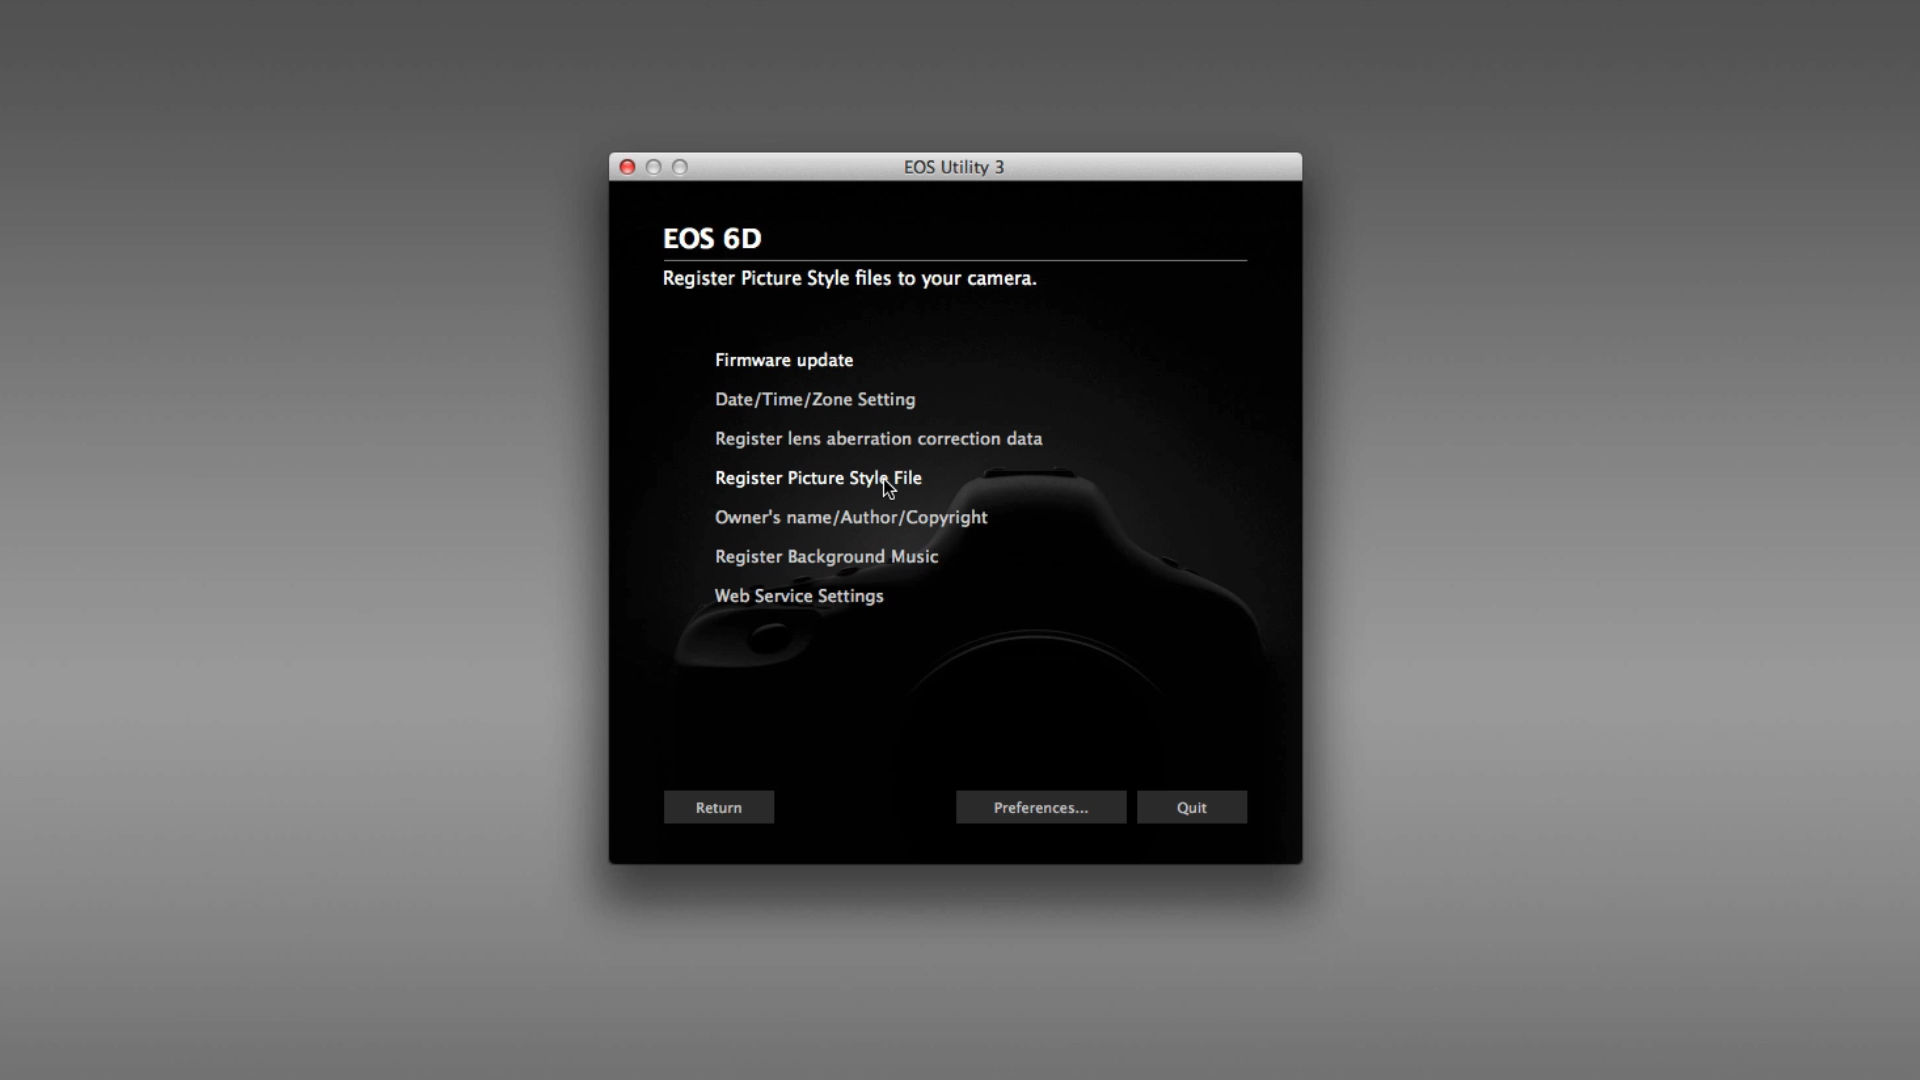 EOS Utility 3
EOS 6D
Register Picture Style files to your camera.
Firmware update
Date/Time/Zone Setting
Register lens aberration correction data
Register Picture Style File
Owner's name/Author/Copyright
Register Background Music
Web Service Settings
Return
Preferences...
Quit